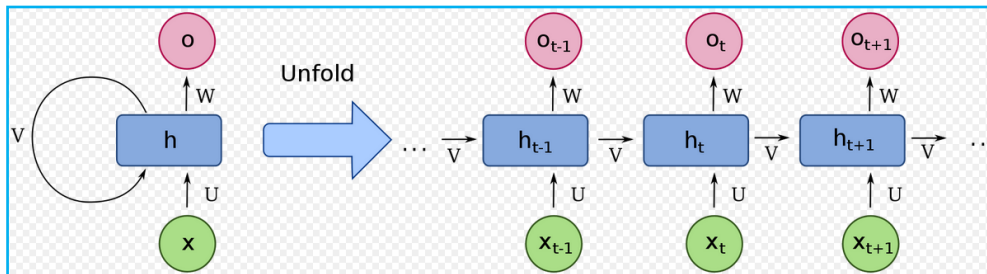 o
W
V
h
U
x
Unfold
o_{t-1} o_t o_{t+1}
W W W
... V h_{t-1} V h_t V h_{t+1} V ...
U U U
x_{t-1} x_t x_{t+1}